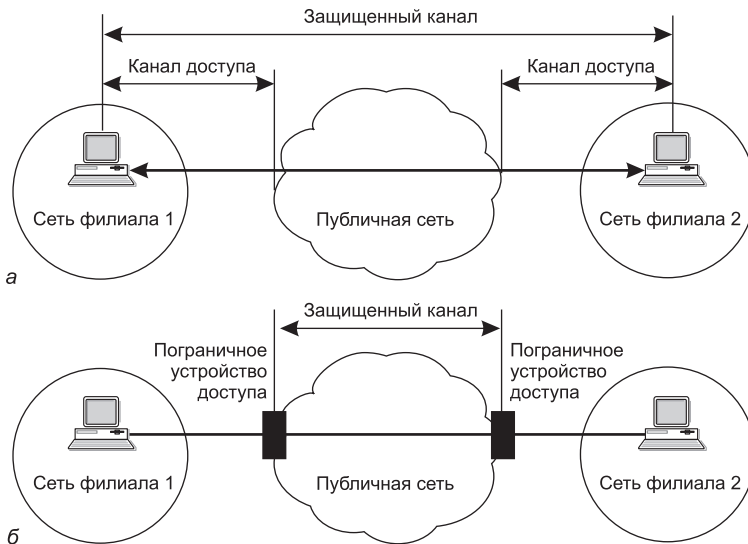 Защищенный канал
Канал доступа
Канал доступа
Сеть филиала 1
Публичная сеть
Сеть филиала 2
а
Защищенный канал
Пограничное
устройство
доступа
Пограничное
устройство
доступа
Сеть филиала 1
Публичная сеть
Сеть филиала 2
б